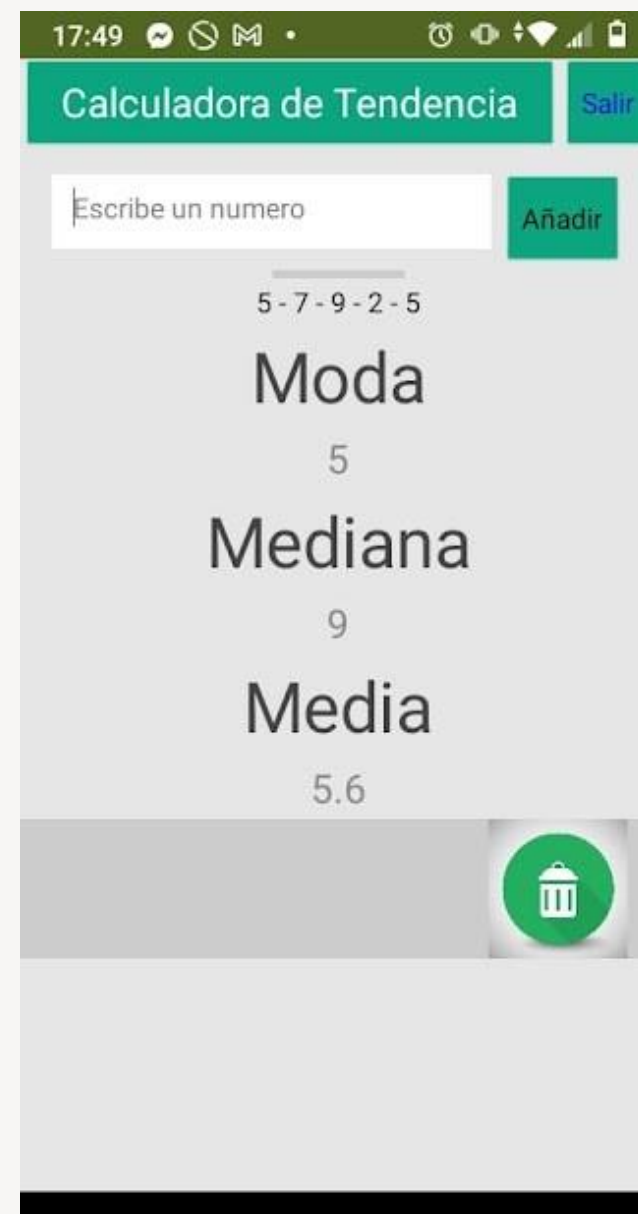 17:49
Calculadora de Tendencia Salir
Escribe un numero Añadir
5 - 7 - 9 - 2 - 5
Moda
5
Mediana
9
Media
5.6